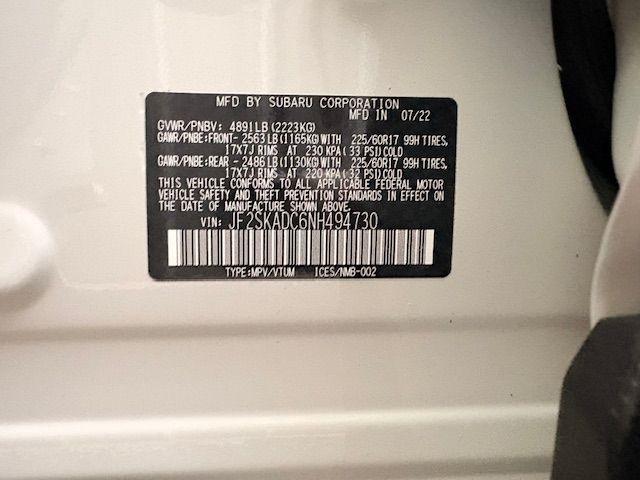 MFD BY SUBARU CORPORATION
MFD IN 07/22
GVWR/PNBV: 4891LB(2223KG)
GAWR/PNBE:FRONT-2563LB(1165KG)WITH 225/60R17 99H TIRES,
17X7J RIMS AT 230 KPA(33 PSI)COLD
GAWR/PNBE:REAR -2486LB(1130KG)WITH 225/60R17 99H TIRES,
17X7J RIMS AT 220 KPA(32 PSI)COLD
THIS VEHICLE CONFORMS TO ALL APPLICABLE FEDERAL MOTOR
VEHICLE SAFETY AND THEFT PREVENTION STANDARDS IN EFFECT
ON THE DATE OF MANUFACTURE SHOWN ABOVE.
VIN: JF2SKADC6NH494730
TYPE:MPV/VTUM ICES/NMB-002